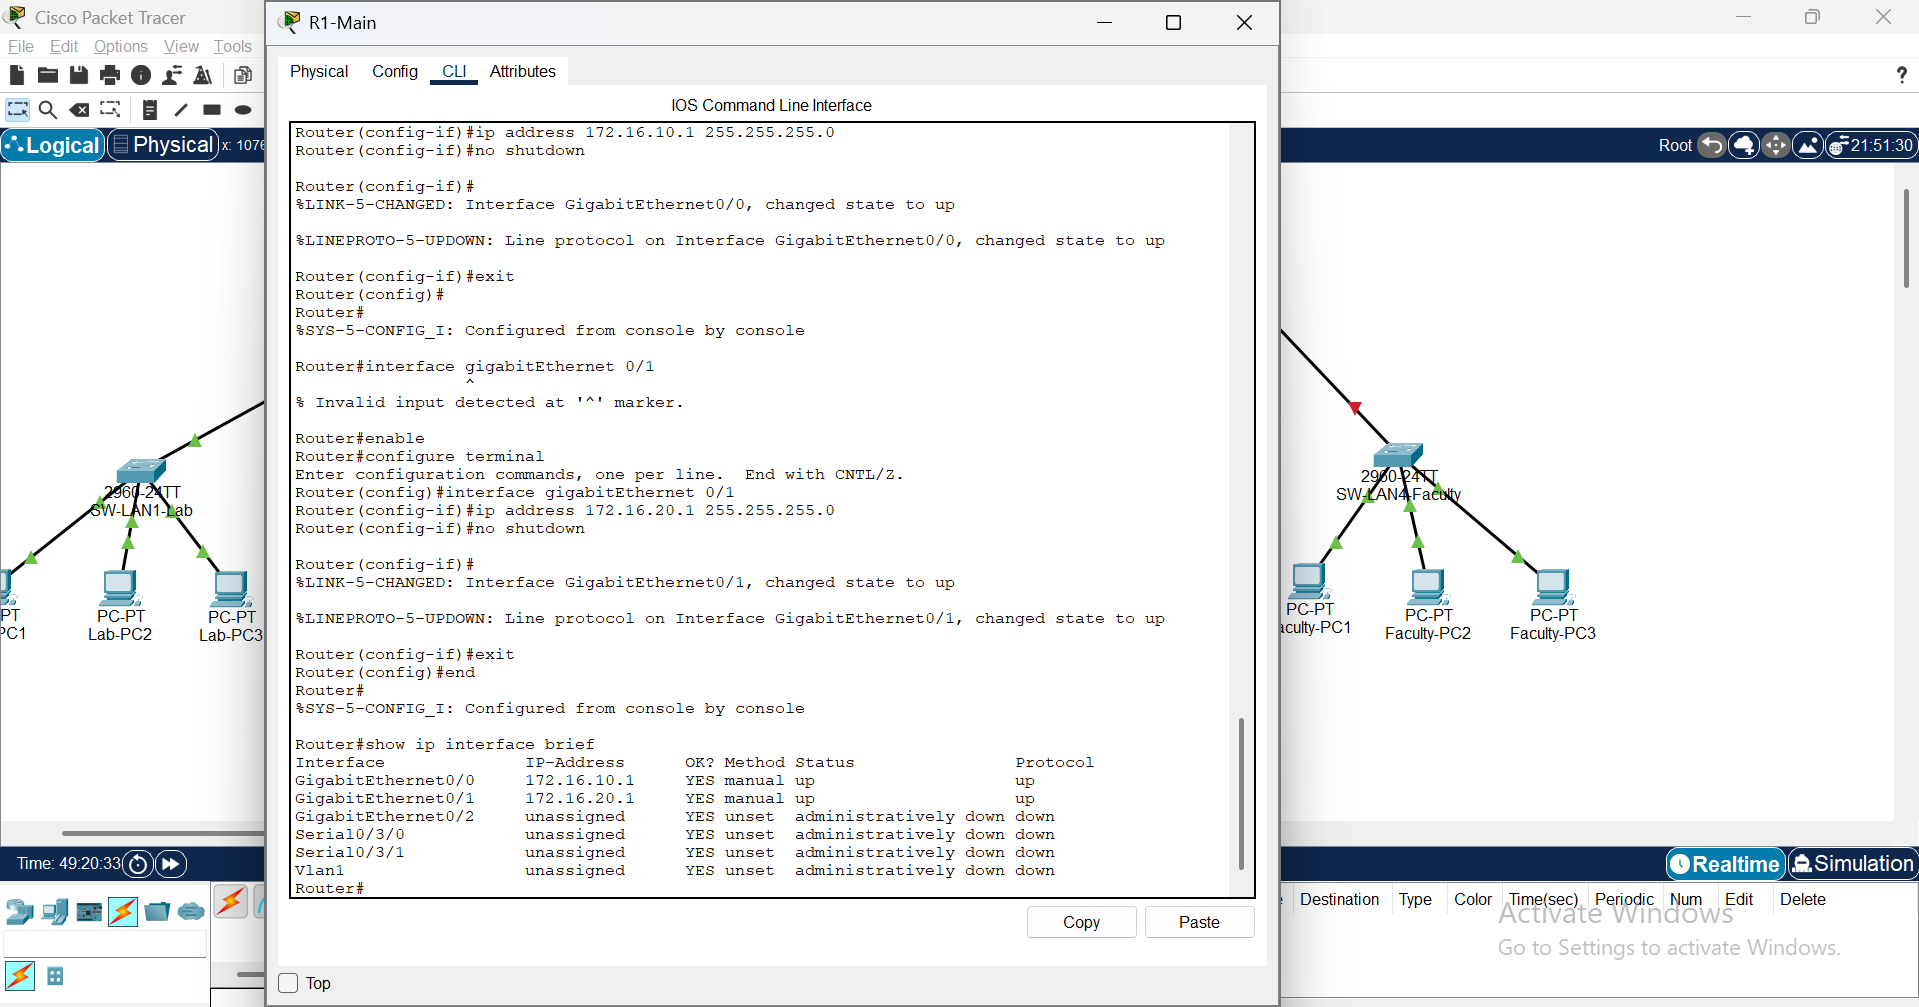 Cisco Packet Tracer
R1-Main
File Edit Options View Tools
Physical Config CLI Attributes
IOS Command Line Interface
Logical Physical x: 1076
Root 21:51:30
Router(config-if)#ip address 172.16.10.1 255.255.255.0
Router(config-if)#no shutdown
Router(config-if)#
%LINK-5-CHANGED: Interface GigabitEthernet0/0, changed state to up
%LINEPROTO-5-UPDOWN: Line protocol on Interface GigabitEthernet0/0, changed state to up
Router(config-if)#exit
Router(config)#
Router#
%SYS-5-CONFIG_I: Configured from console by console
Router#interface gigabitEthernet 0/1
^
% Invalid input detected at '^' marker.
Router#enable
Router#configure terminal
Enter configuration commands, one per line.  End with CNTL/Z.
Router(config)#interface gigabitEthernet 0/1
Router(config-if)#ip address 172.16.20.1 255.255.255.0
Router(config-if)#no shutdown
Router(config-if)#
%LINK-5-CHANGED: Interface GigabitEthernet0/1, changed state to up
%LINEPROTO-5-UPDOWN: Line protocol on Interface GigabitEthernet0/1, changed state to up
Router(config-if)#exit
Router(config)#end
Router#
%SYS-5-CONFIG_I: Configured from console by console
Router#show ip interface brief
Interface IP-Address OK? Method Status Protocol
GigabitEthernet0/0 172.16.10.1 YES manual up up
GigabitEthernet0/1 172.16.20.1 YES manual up up
GigabitEthernet0/2 unassigned YES unset administratively down down
Serial0/3/0 unassigned YES unset administratively down down
Serial0/3/1 unassigned YES unset administratively down down
Vlan1 unassigned YES unset administratively down down
Router#
Copy Paste
Top
2960-24TT
SW-LAN1-Lab
PT
PC1
PC-PT
Lab-PC2
PC-PT
Lab-PC3
2960-24TT
SW-LAN4-Faculty
PC-PT
aculty-PC1
PC-PT
Faculty-PC2
PC-PT
Faculty-PC3
Time: 49:20:33
Realtime Simulation
Destination Type Color Time(sec) Periodic Num Edit Delete
Activate Windows
Go to Settings to activate Windows.